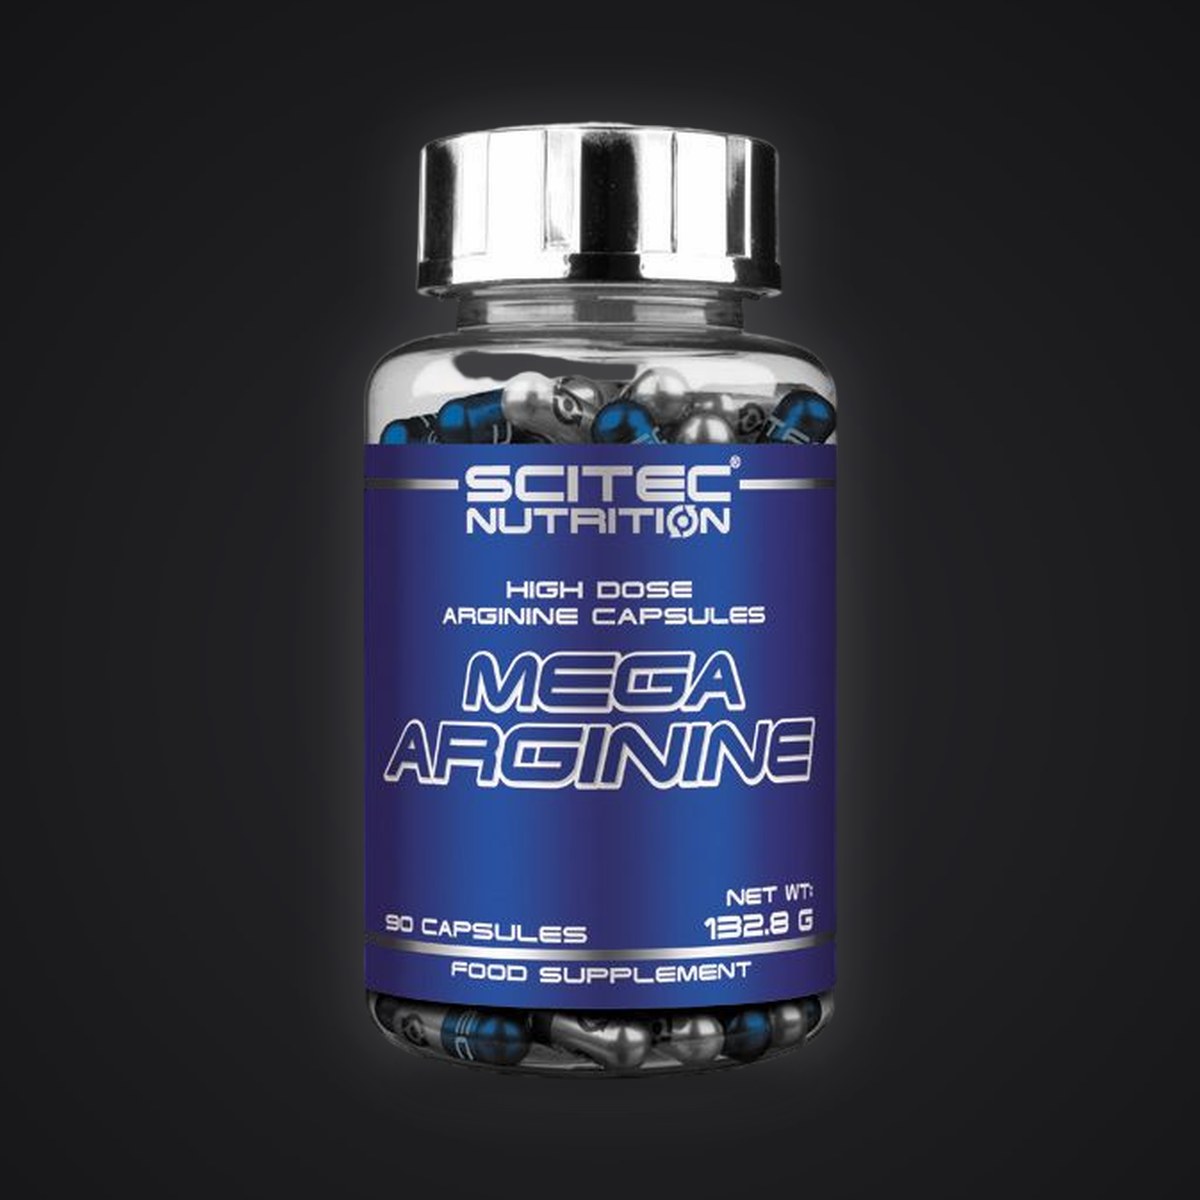 SCITEC®
NUTRITION
HIGH DOSE
ARGININE CAPSULES
MEGA
ARGININE
NET WT:
90 CAPSULES 132.8 G
FOOD SUPPLEMENT